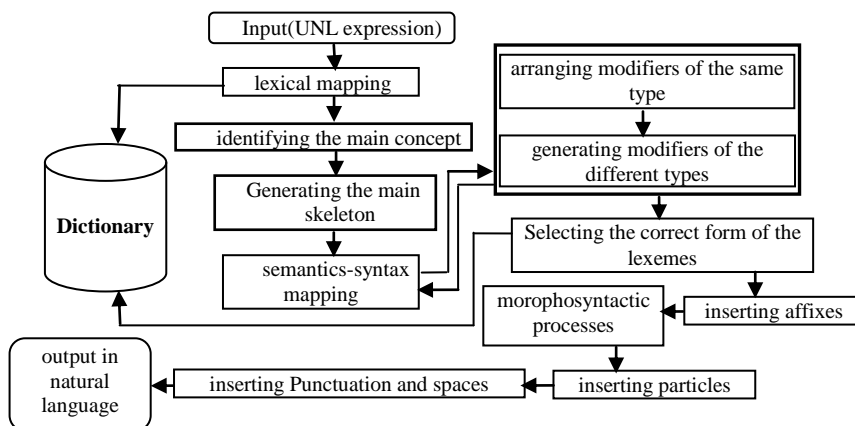 Input(UNL expression)
lexical mapping
identifying the main concept
Generating the main
skeleton
semantics-syntax
mapping
Dictionary
arranging modifiers of the same
type
generating modifiers of the
different types
Selecting the correct form of the
lexemes
inserting affixes
morophosyntactic
processes
inserting particles
inserting Punctuation and spaces
output in
natural
language